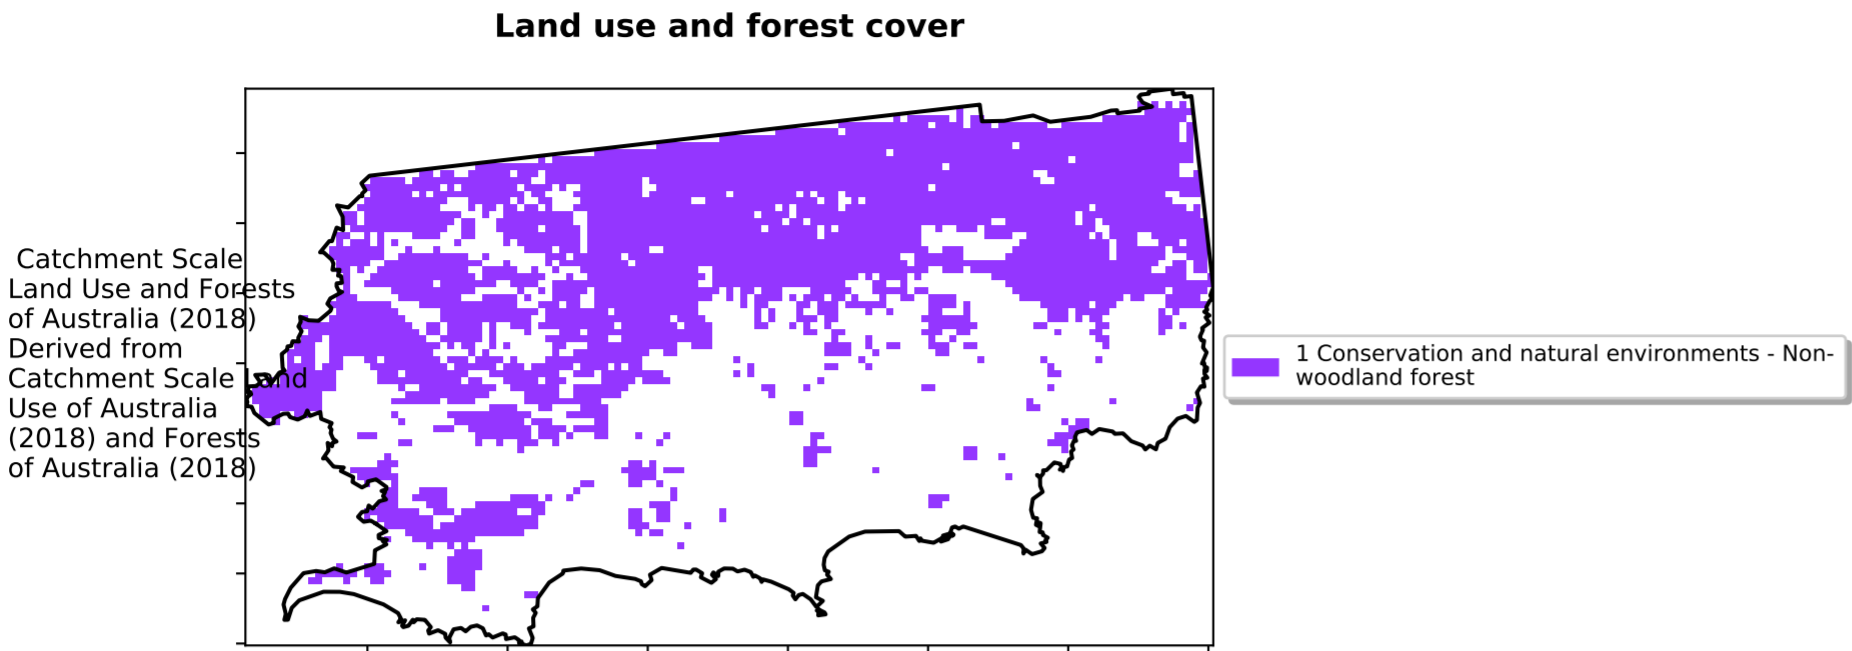 Land use and forest cover
Catchment Scale
Land Use and Forests
of Australia (2018)
Derived from
Catchment Scale Land
Use of Australia
(2018) and Forests
of Australia (2018)
1 Conservation and natural environments - Non-
woodland forest